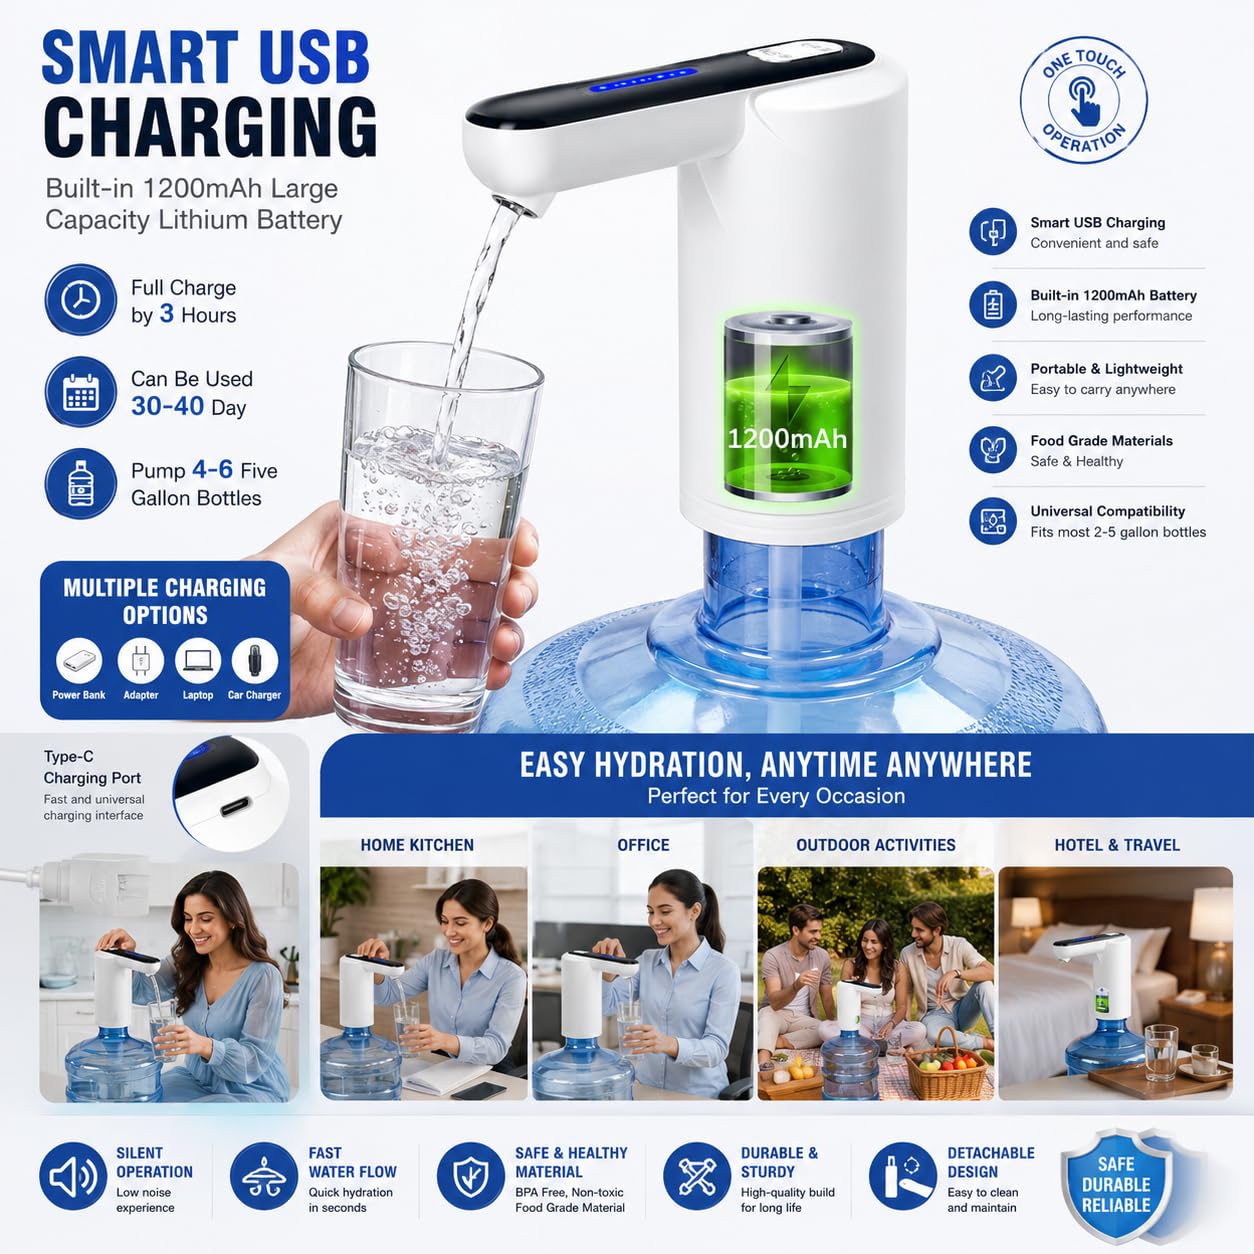 SMART USB
CHARGING
Built-in 1200mAh Large
Capacity Lithium Battery
Full Charge
by 3 Hours
Can Be Used
30-40 Day
Pump 4-6 Five
Gallon Bottles
MULTIPLE CHARGING
OPTIONS
Power Bank
Adapter
Laptop
Car Charger
1200mAh
ONE TOUCH
OPERATION
Smart USB Charging
Convenient and safe
Built-in 1200mAh Battery
Long-lasting performance
Portable & Lightweight
Easy to carry anywhere
Food Grade Materials
Safe & Healthy
Universal Compatibility
Fits most 2-5 gallon bottles
Type-C
Charging Port
Fast and universal
charging interface
EASY HYDRATION, ANYTIME ANYWHERE
Perfect for Every Occasion
HOME KITCHEN
OFFICE
OUTDOOR ACTIVITIES
HOTEL & TRAVEL
SILENT
OPERATION
Low noise
experience
FAST
WATER FLOW
Quick hydration
in seconds
SAFE & HEALTHY
MATERIAL
BPA Free, Non-toxic
Food Grade Material
DURABLE &
STURDY
High-quality build
for long life
DETACHABLE
DESIGN
Easy to clean
and maintain
SAFE
DURABLE
RELIABLE